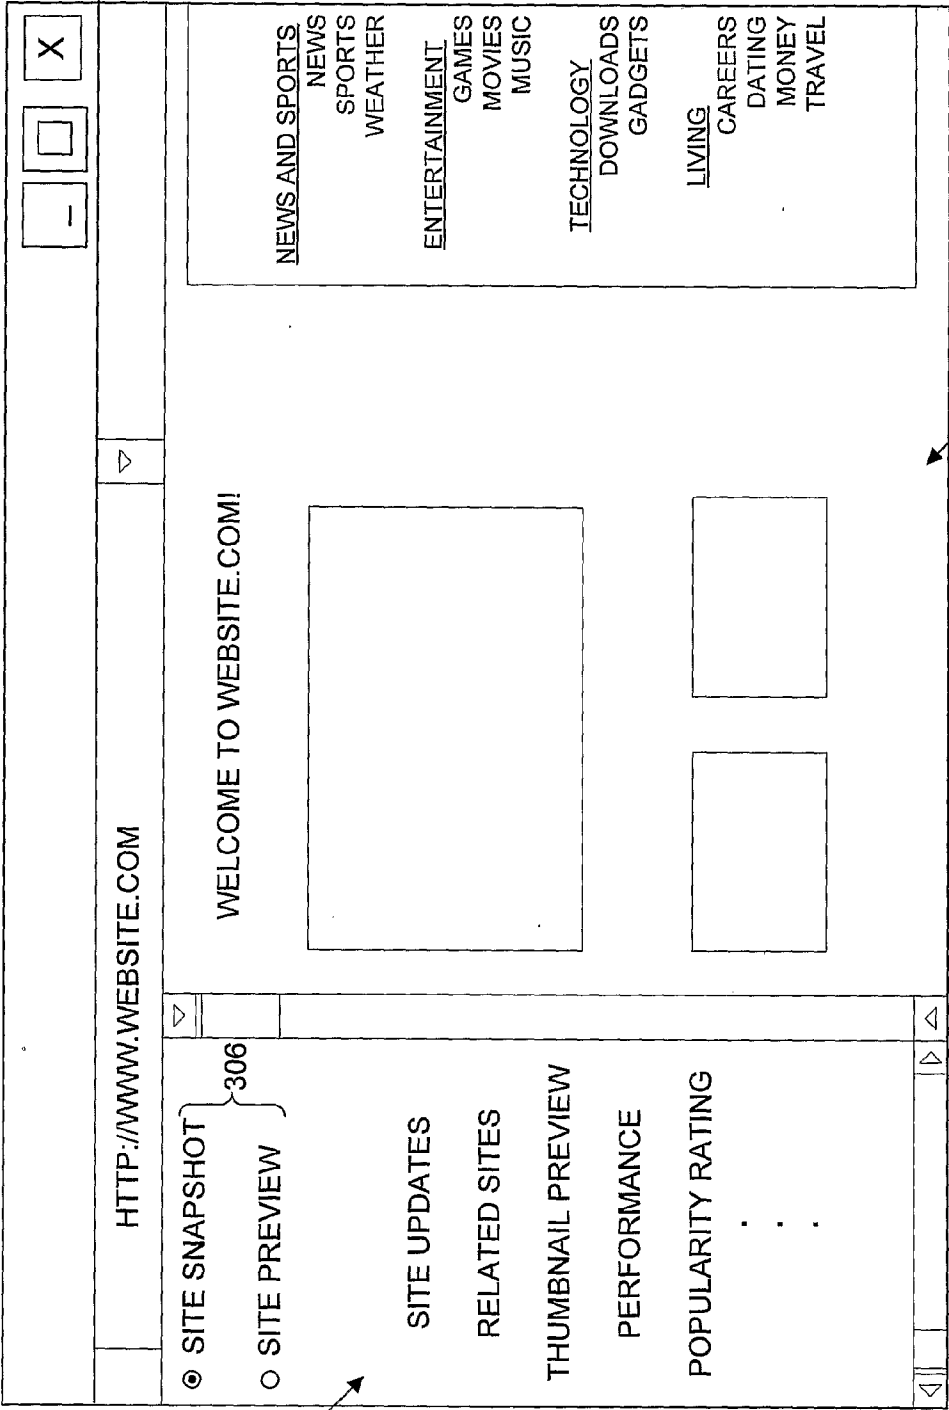 X
HTTP://WWW.WEBSITE.COM
SITE SNAPSHOT
SITE PREVIEW
306
SITE UPDATES
RELATED SITES
THUMBNAIL PREVIEW
PERFORMANCE
POPULARITY RATING
WELCOME TO WEBSITE.COM!
NEWS AND SPORTS
NEWS
SPORTS
WEATHER
ENTERTAINMENT
GAMES
MOVIES
MUSIC
TECHNOLOGY
DOWNLOADS
GADGETS
LIVING
CAREERS
DATING
MONEY
TRAVEL